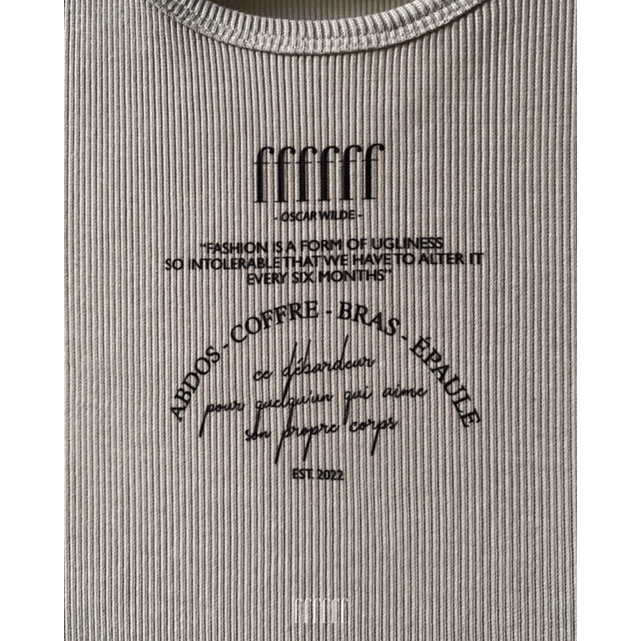 ffffff
- OSCAR WILDE -
"FASHION IS A FORM OF UGLINESS
SO INTOLERABLE THAT WE HAVE TO ALTER IT
EVERY SIX MONTHS"
ABDOS - COFFRE - BRAS - ÉPAULE
ce débardeur
pour quelqu'un qui aime
son propre corps
EST. 2022
ffffff